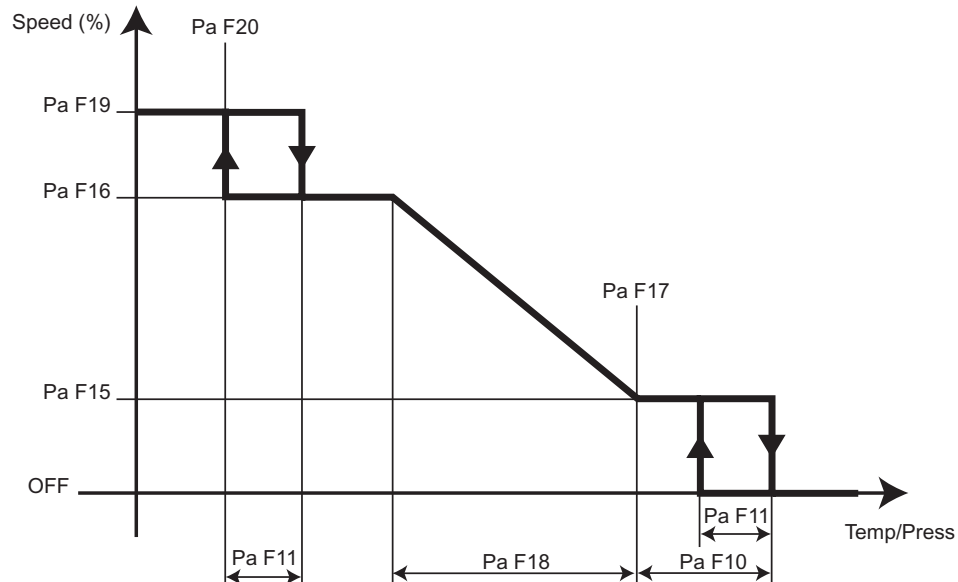 Speed (%)
Pa F20
Pa F19
Pa F16
Pa F17
Pa F15
OFF
Pa F11
Temp/Press
Pa F11
Pa F18
Pa F10